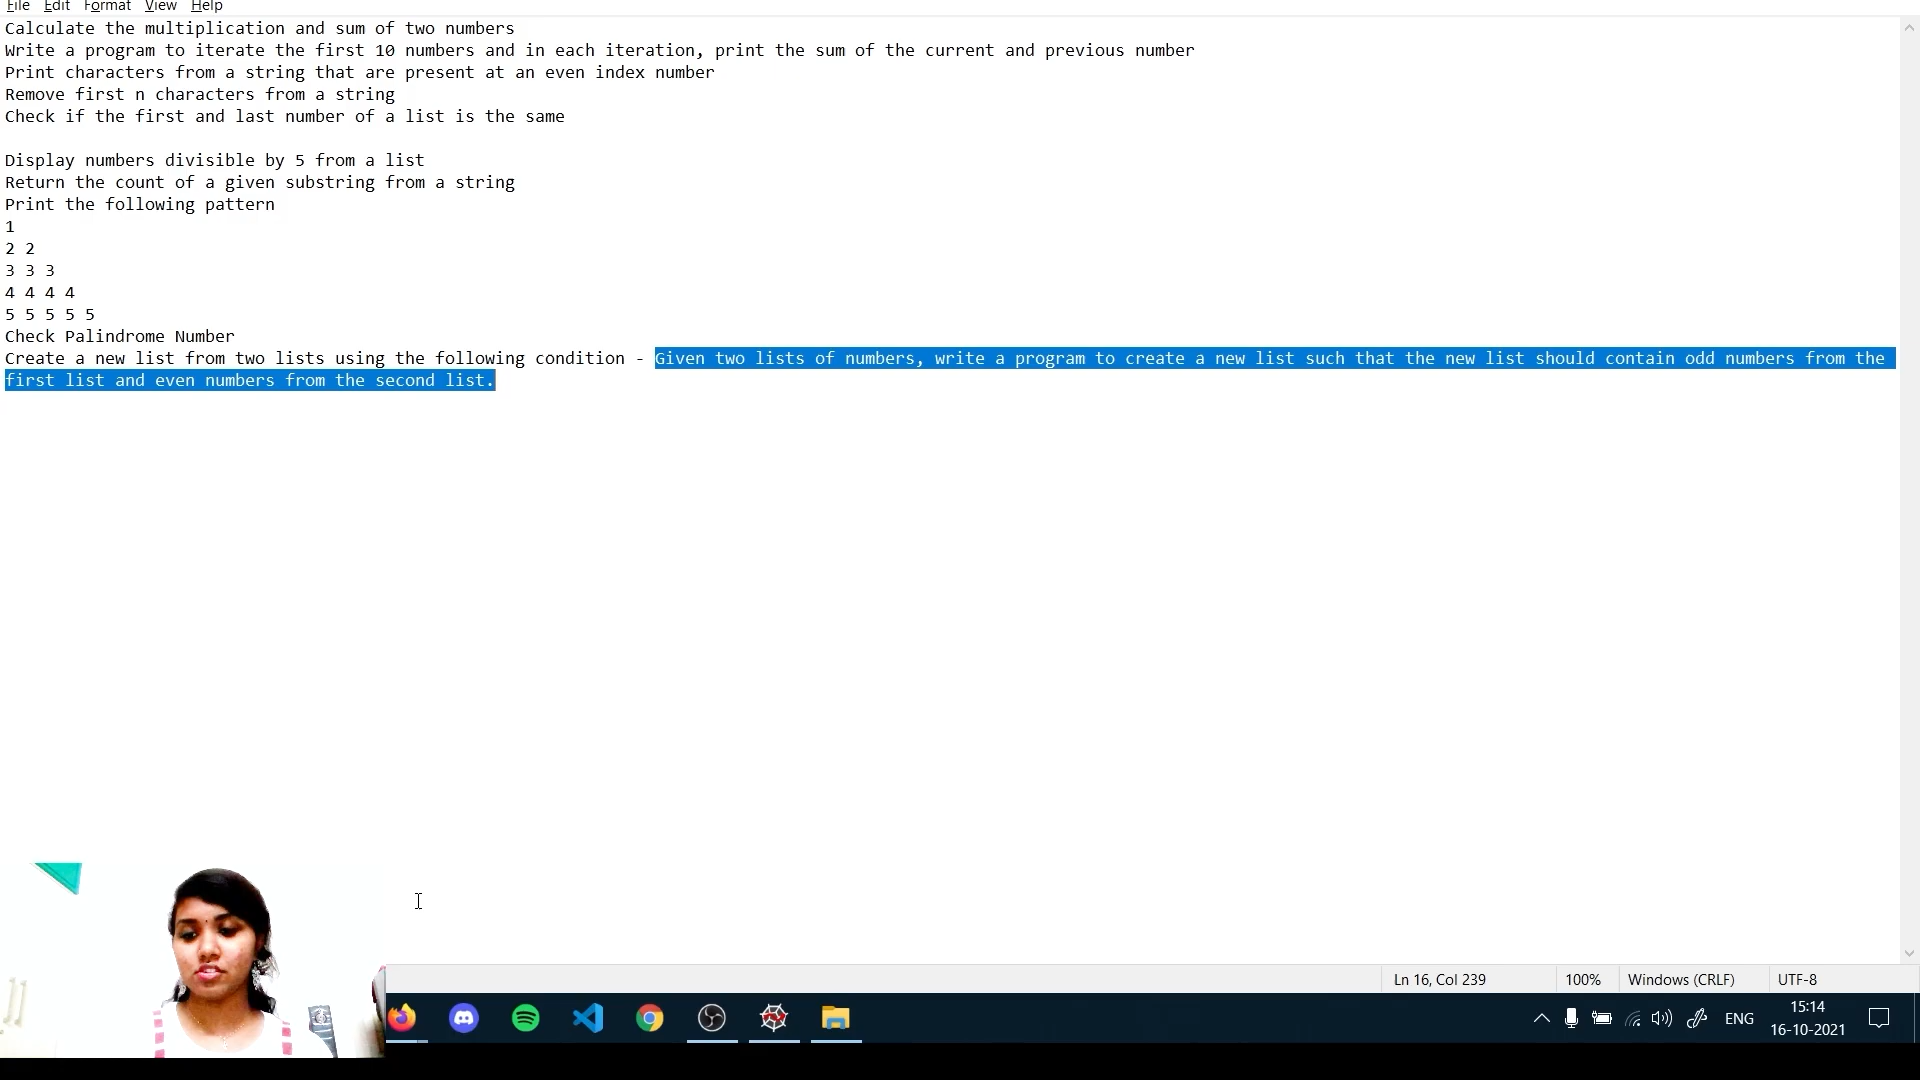 File Edit Format View Help
Calculate the multiplication and sum of two numbers
Write a program to iterate the first 10 numbers and in each iteration, print the sum of the current and previous number
Print characters from a string that are present at an even index number
Remove first n characters from a string
Check if the first and last number of a list is the same
Display numbers divisible by 5 from a list
Return the count of a given substring from a string
Print the following pattern
1
2 2
3 3 3
4 4 4 4
5 5 5 5 5
Check Palindrome Number
Create a new list from two lists using the following condition - Given two lists of numbers, write a program to create a new list such that the new list should contain odd numbers from the
first list and even numbers from the second list.
Ln 16, Col 239 100% Windows (CRLF) UTF-8
ENG
15:14
16-10-2021